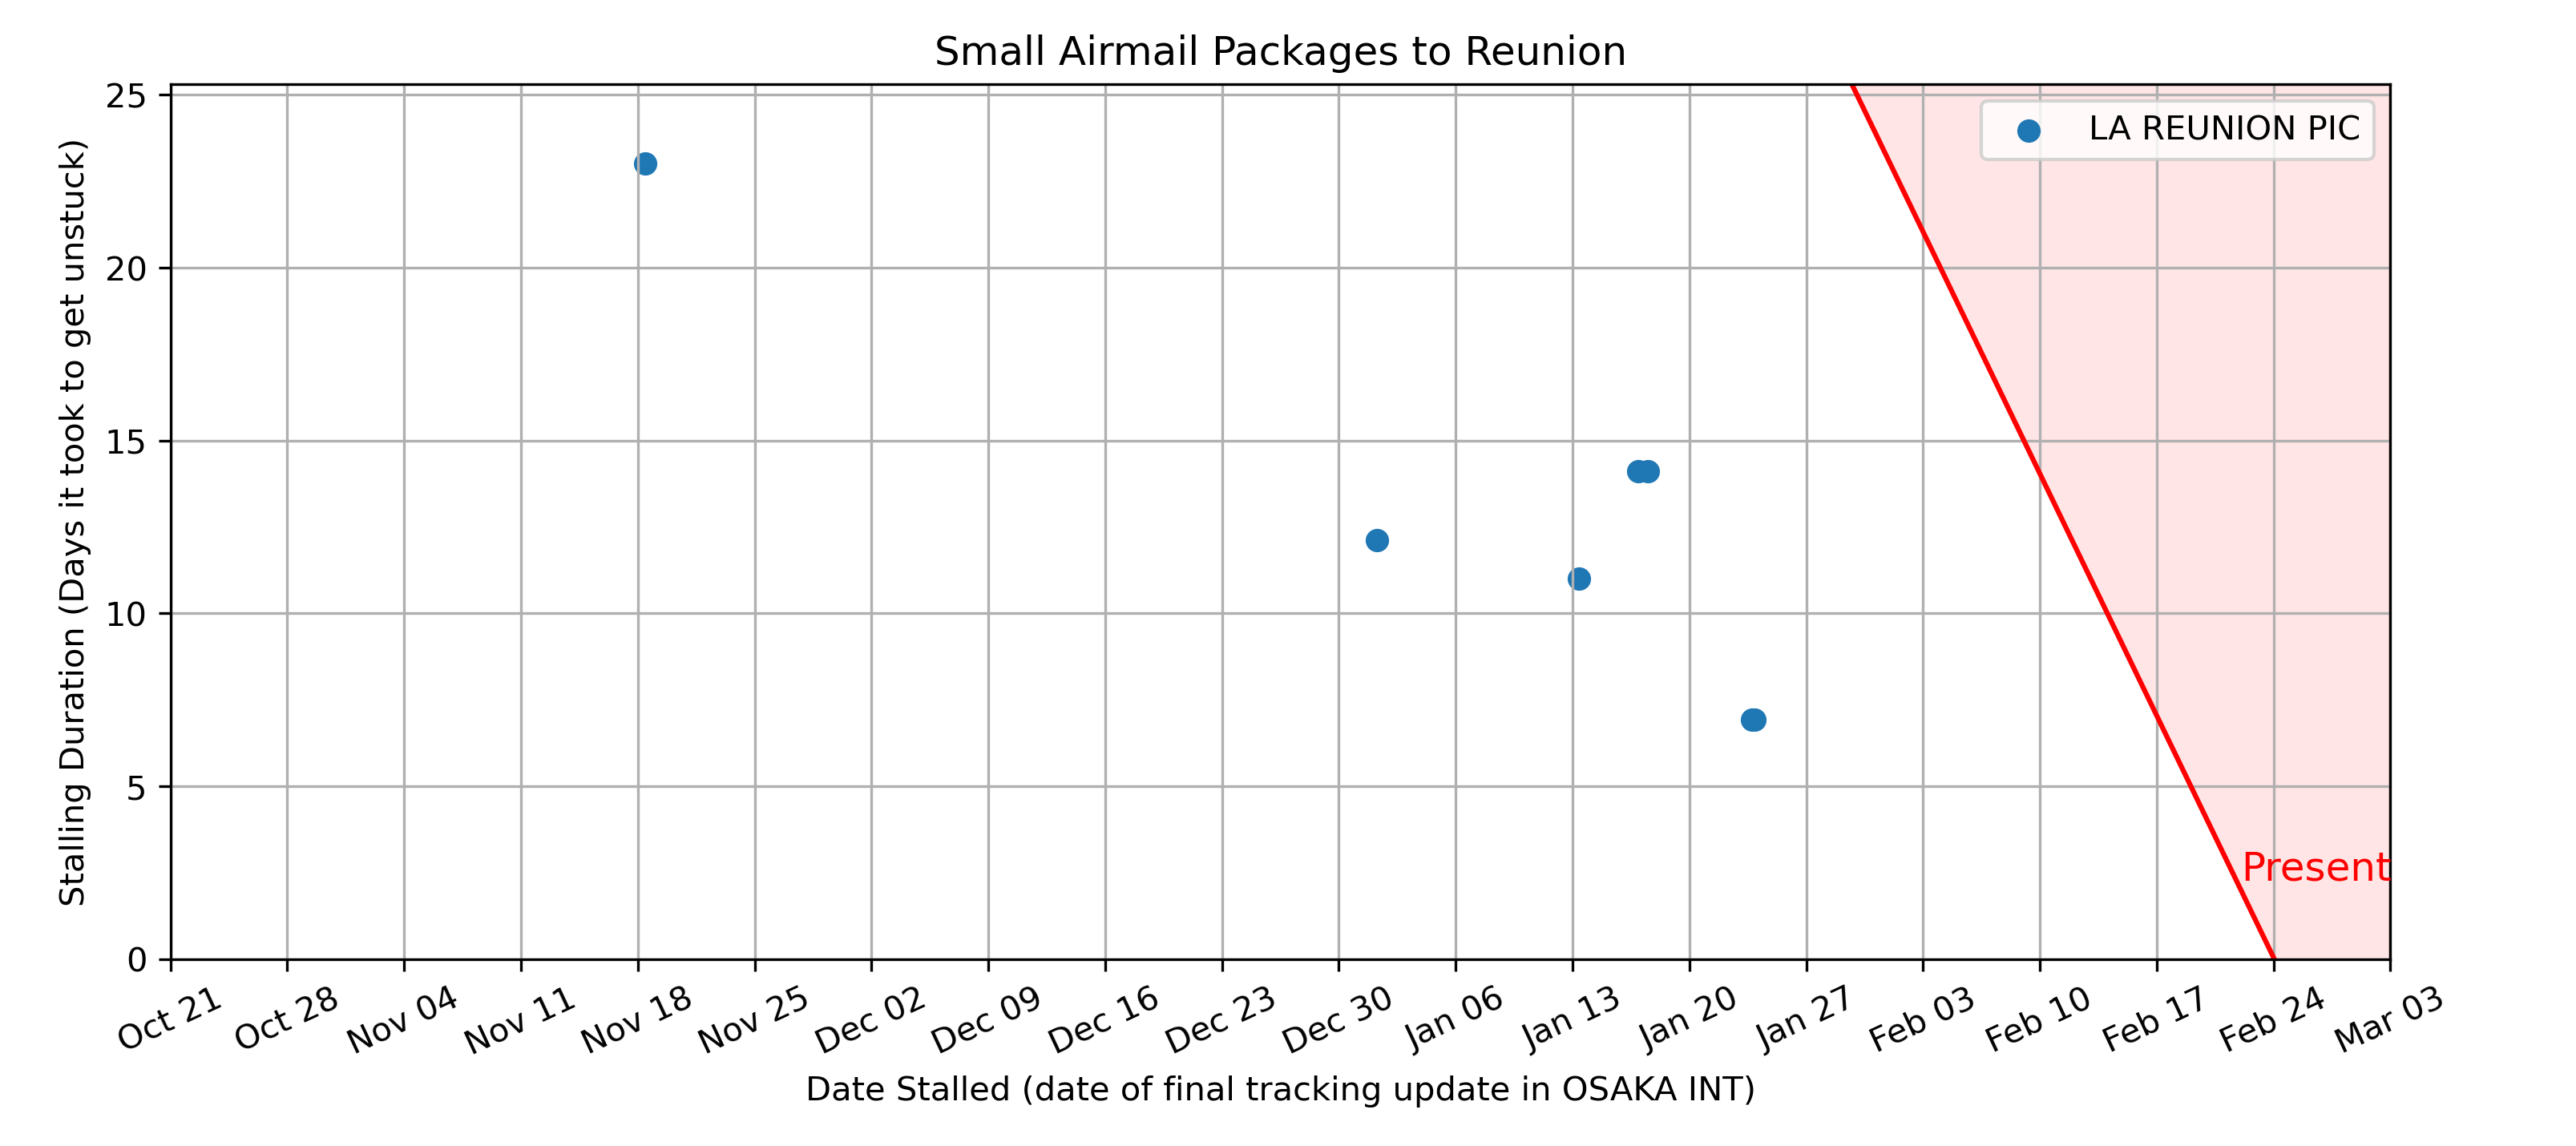 Small Airmail Packages to Reunion
LA REUNION PIC
Stalling Duration (Days it took to get unstuck)
25
20
15
10
5
0
Present
Oct 21
Oct 28
Nov 04
Nov 11
Nov 18
Nov 25
Dec 02
Dec 09
Dec 16
Dec 23
Dec 30
Jan 06
Jan 13
Jan 20
Jan 27
Feb 03
Feb 10
Feb 17
Feb 24
Mar 03
Date Stalled (date of final tracking update in OSAKA INT)